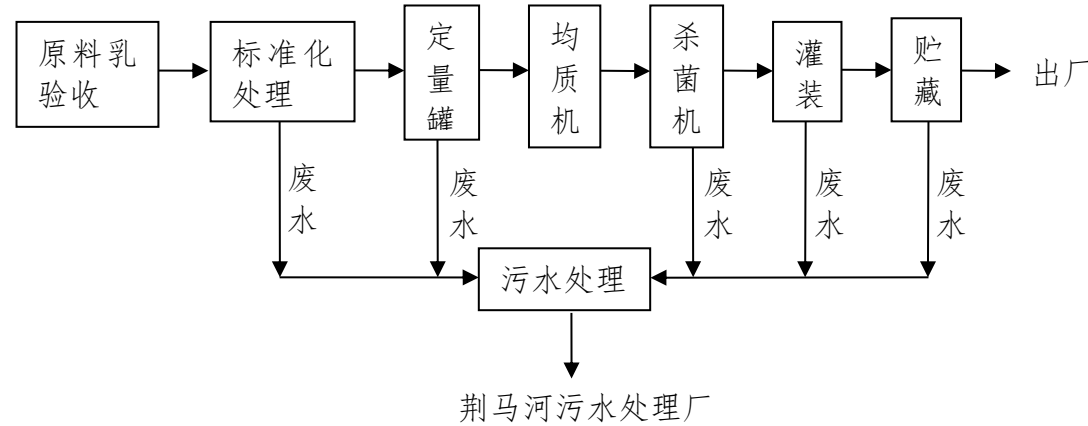 原料乳
验收
标准化
处理
定
量
罐
均
质
机
杀
菌
机
灌
装
贮
藏
出厂
废
水
废
水
废
水
废
水
废
水
污水处理
荆马河污水处理厂